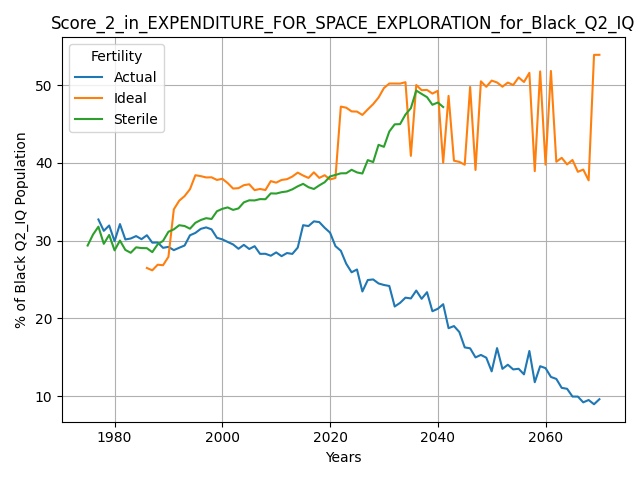 Score_2_in_EXPENDITURE_FOR_SPACE_EXPLORATION_for_Black_Q2_IQ
Fertility
Actual
Ideal
Sterile
% of Black Q2_IQ Population
50
40
30
20
10
1980 2000 2020 2040 2060
Years